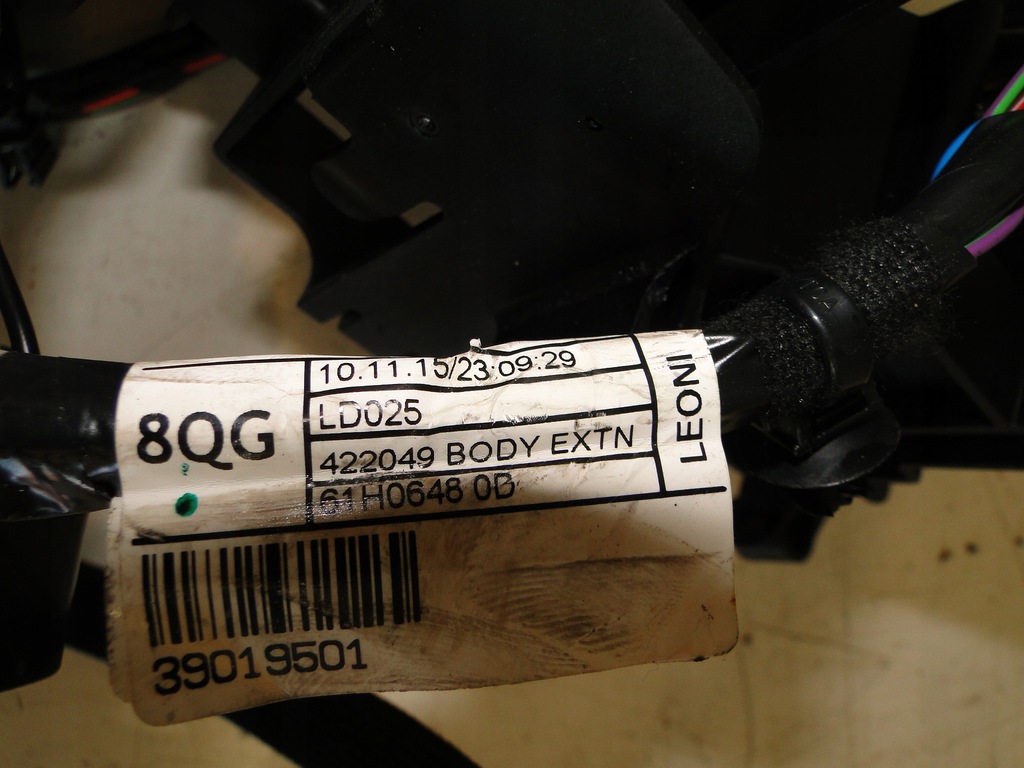 8QG
10.11.15/23:09:29
LD025
422049 BODY EXTN
61H0648 0B
LEONI
39019501